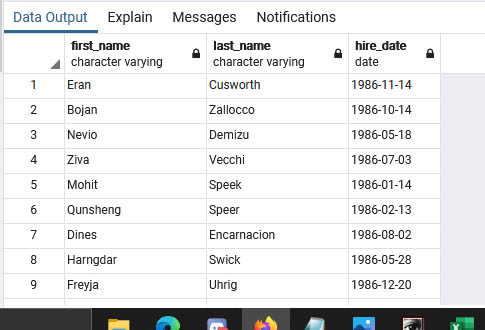 Data Output Explain Messages Notifications
first_name last_name hire_date
character varying character varying date
1 Eran Cusworth 1986-11-14
2 Bojan Zallocco 1986-10-14
3 Nevio Demizu 1986-05-18
4 Ziva Vecchi 1986-07-03
5 Mohit Speek 1986-01-14
6 Qunsheng Speer 1986-02-13
7 Dines Encarnacion 1986-08-02
8 Harngdar Swick 1986-05-28
9 Freyja Uhrig 1986-12-20